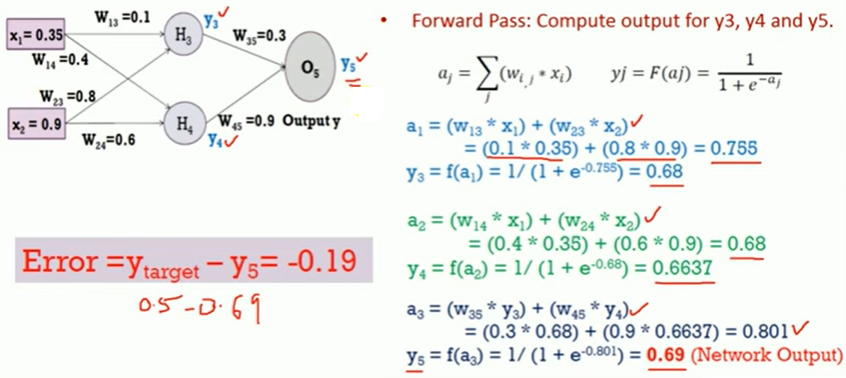 W₁₃=0.1
y₃
x₁= 0.35
H₃
W₃₅=0.3
W₁₄=0.4
O₅
y₅
W₂₃=0.8
x₂ = 0.9
H₄
W₄₅=0.9 Output y
W₂₄=0.6
y₄
Error =y_target – y₅= -0.19
0.5-0.69
• Forward Pass: Compute output for y3, y4 and y5.
a_j = ∑_j (w_i,j * x_i) yj = F(aj) = 1 / (1 + e^-a_j)
a₁ = (w₁₃ * x₁) + (w₂₃ * x₂)
= (0.1 * 0.35) + (0.8 * 0.9) = 0.755
y₃ = f(a₁) = 1/ (1 + e^-0.755) = 0.68
a₂ = (w₁₄ * x₁) + (w₂₄ * x₂)
= (0.4 * 0.35) + (0.6 * 0.9) = 0.68
y₄ = f(a₂) = 1/ (1 + e^-0.68) = 0.6637
a₃ = (w₃₅ * y₃) + (w₄₅ * y₄)
= (0.3 * 0.68) + (0.9 * 0.6637) = 0.801
y₅ = f(a₃) = 1/ (1 + e^-0.801) = 0.69 (Network Output)